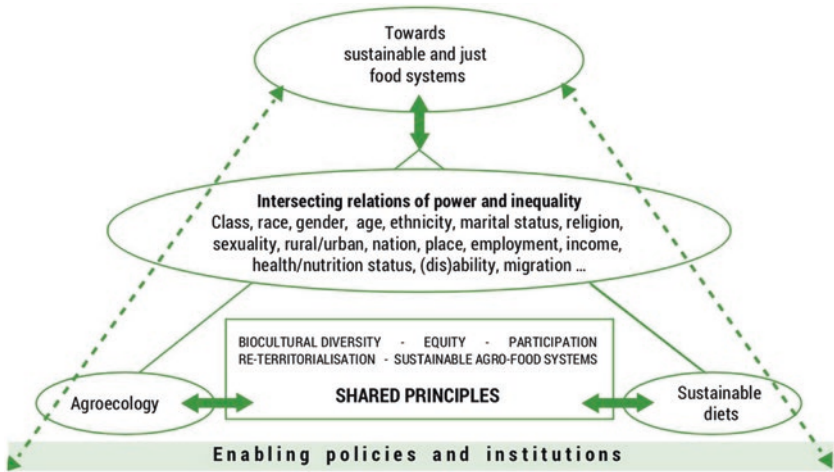 Towards
sustainable and just
food systems
Intersecting relations of power and inequality
Class, race, gender, age, ethnicity, marital status, religion,
sexuality, rural/urban, nation, place, employment, income,
health/nutrition status, (dis)ability, migration ...
BIOCULTURAL DIVERSITY - EQUITY - PARTICIPATION
RE-TERRITORIALISATION - SUSTAINABLE AGRO-FOOD SYSTEMS
SHARED PRINCIPLES
Agroecology
Sustainable
diets
Enabling policies and institutions